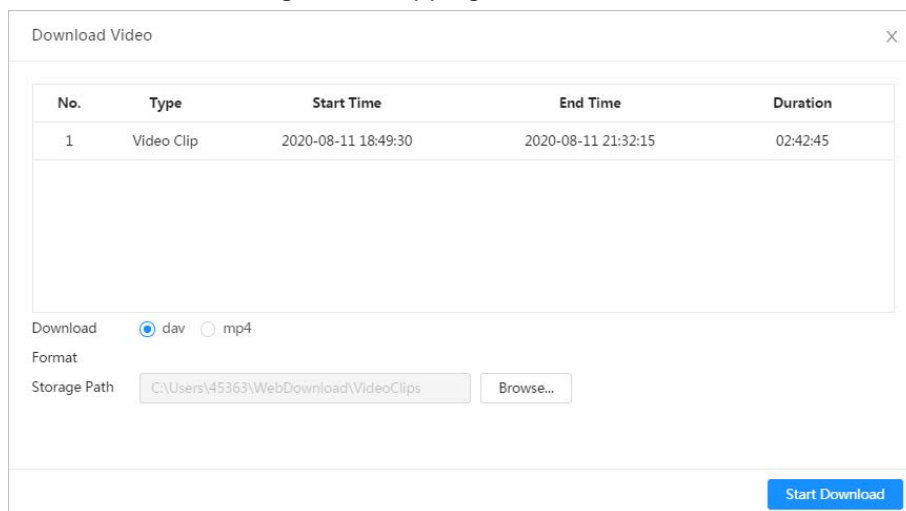 Download Video
No. Type Start Time End Time Duration
1 Video Clip 2020-08-11 18:49:30 2020-08-11 21:32:15 02:42:45
Download dav mp4
Format
Storage Path C:\Users\45363\WebDownload\VideoClips Browse...
Start Download